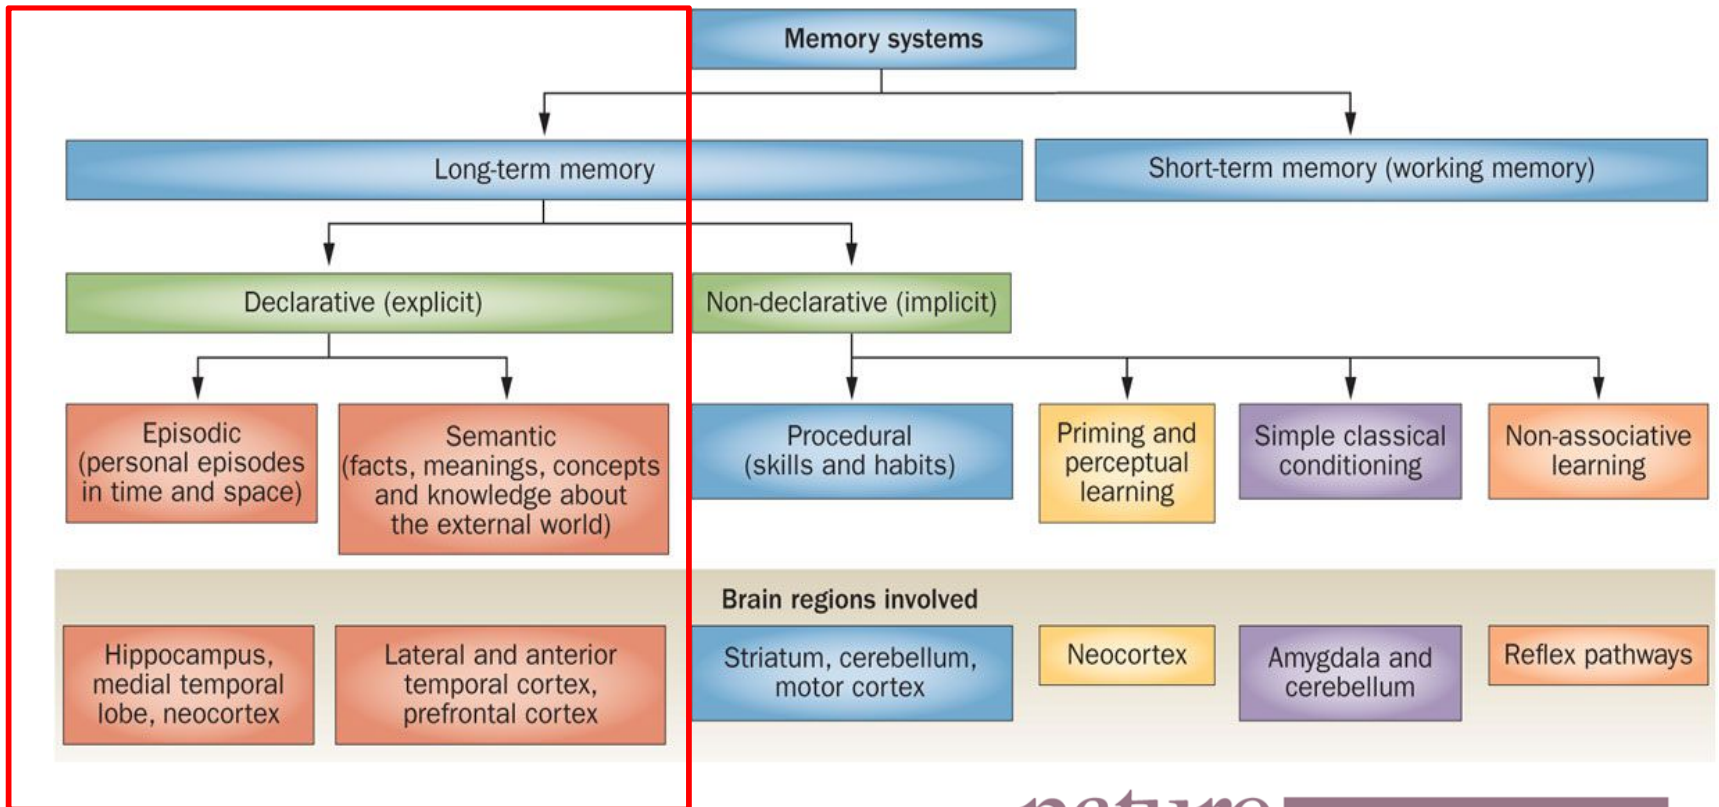 Memory systems
Long-term memory
Short-term memory (working memory)
Declarative (explicit)
Non-declarative (implicit)
Episodic
(personal episodes
in time and space)
Semantic
(facts, meanings, concepts
and knowledge about
the external world)
Procedural
(skills and habits)
Priming and
perceptual
learning
Simple classical
conditioning
Non-associative
learning
Brain regions involved
Hippocampus,
medial temporal
lobe, neocortex
Lateral and anterior
temporal cortex,
prefrontal cortex
Striatum, cerebellum,
motor cortex
Neocortex
Amygdala and
cerebellum
Reflex pathways
nature